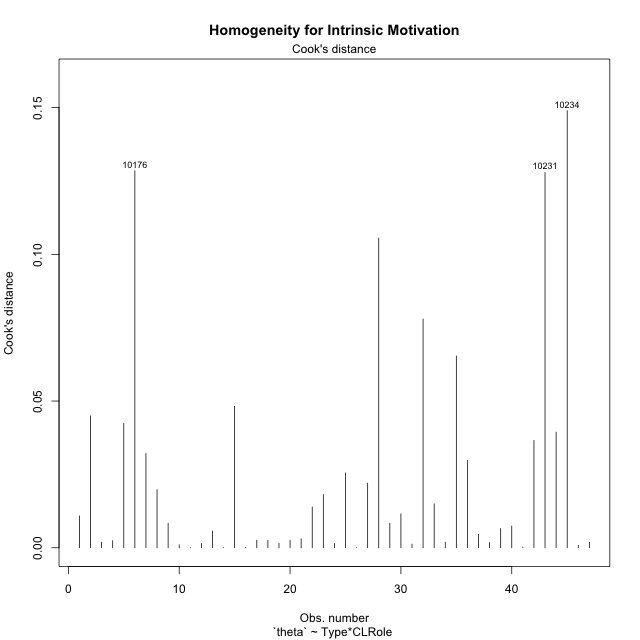 Homogeneity for Intrinsic Motivation
Cook's distance
0.15
0.10
0.05
0.00
Cook's distance
10176
10231
10234
0
10
20
30
40
Obs. number
`theta` ~ Type*CLRole